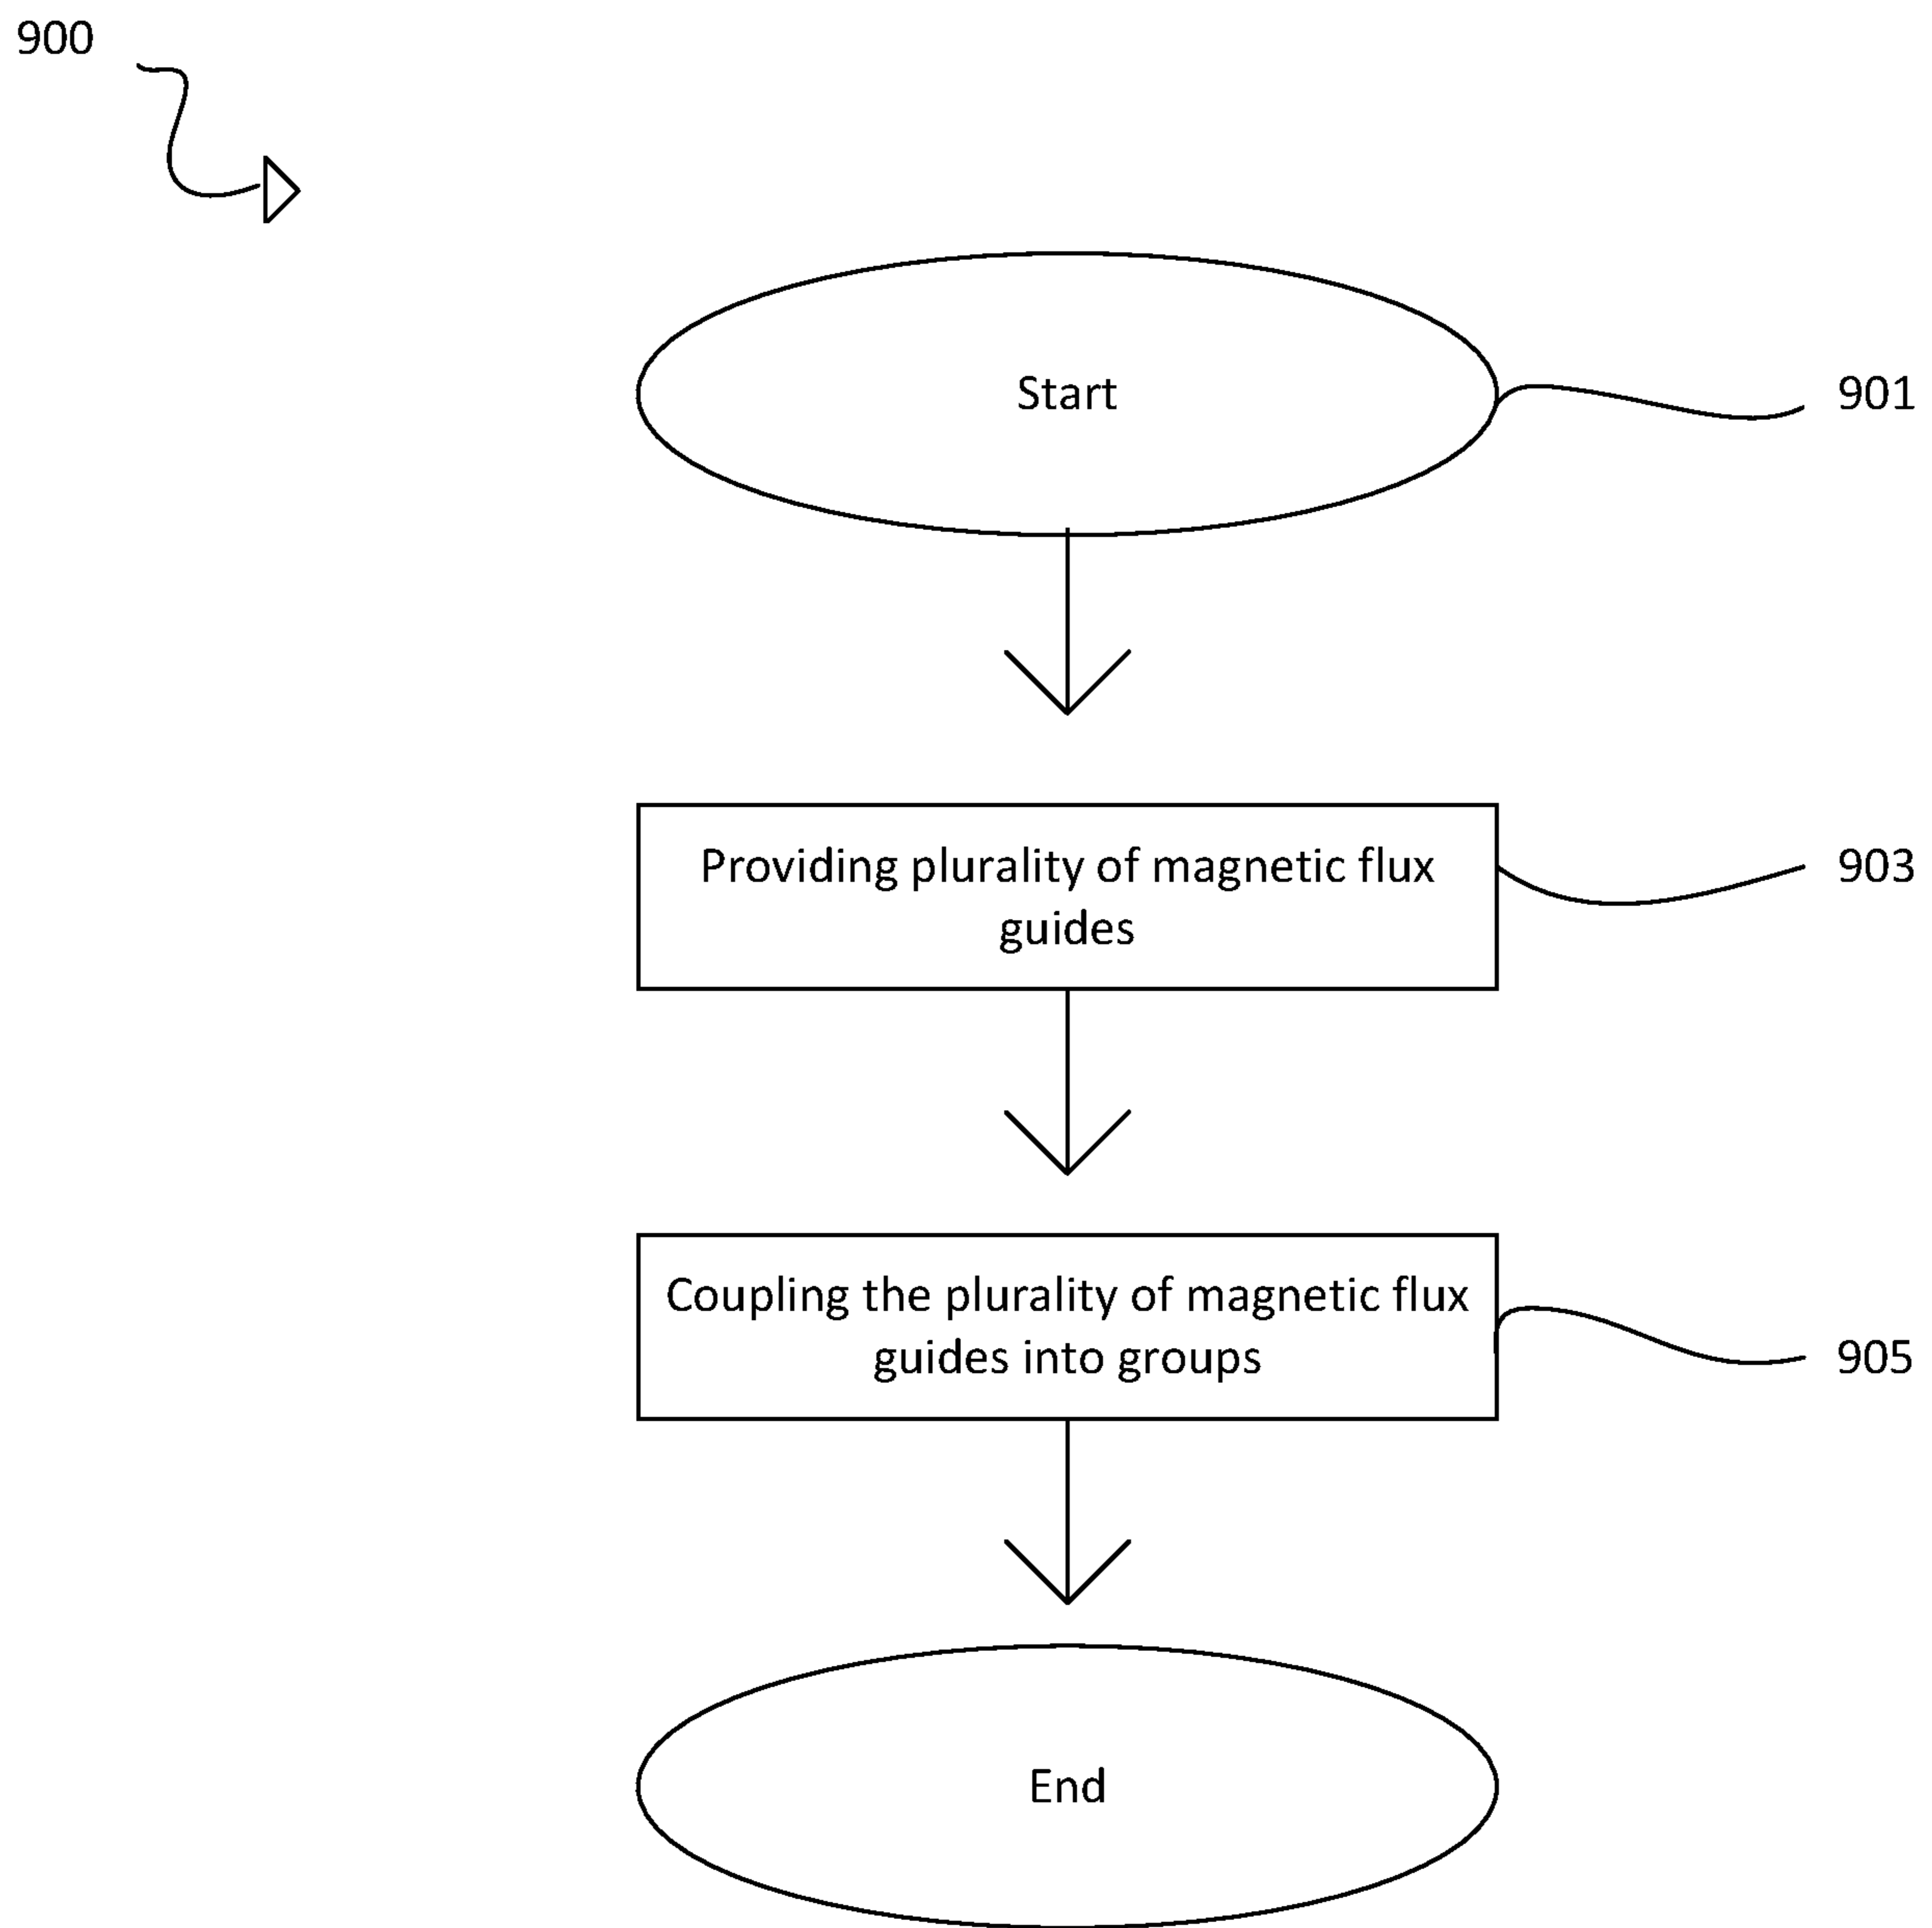 900
Start
901
Providing plurality of magnetic flux
guides
903
Coupling the plurality of magnetic flux
guides into groups
905
End